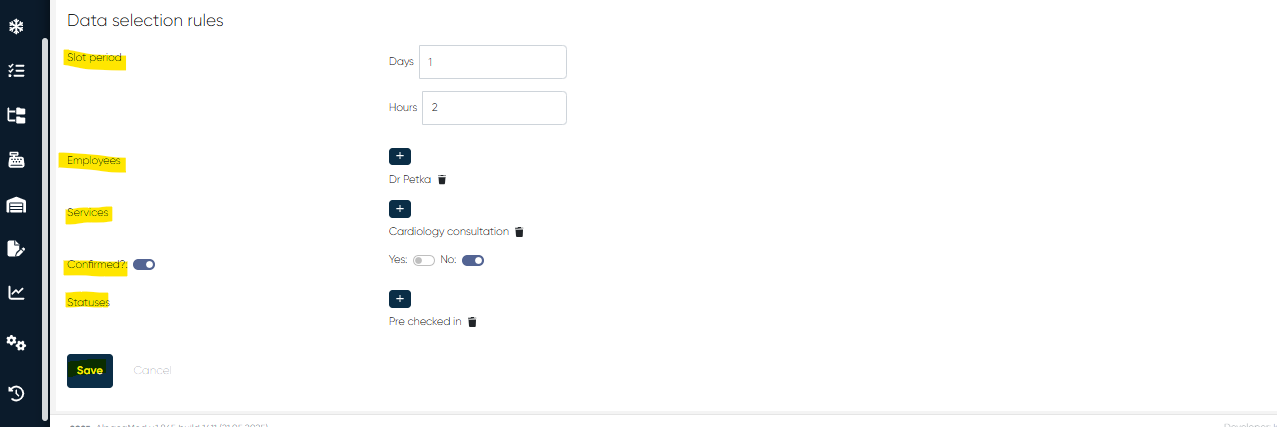 Data selection rules
Slot period
Days 1
Hours 2
Employees
Dr Petka
Services
Cardiology consultation
Confirmed?: Yes: No:
Statuses
Pre checked in
Save Cancel